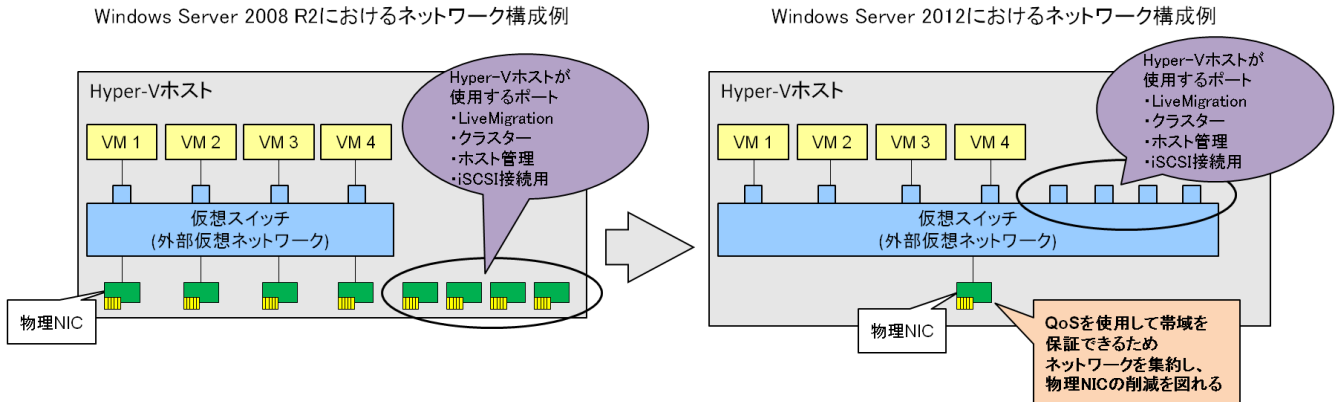 Windows Server 2008 R2におけるネットワーク構成例
Hyper-Vホスト
Hyper-Vホストが
使用するポート
・LiveMigration
・クラスター
・ホスト管理
・iSCSI接続用
VM 1
VM 2
VM 3
VM 4
仮想スイッチ
(外部仮想ネットワーク)
物理NIC
Windows Server 2012におけるネットワーク構成例
Hyper-Vホスト
Hyper-Vホストが
使用するポート
・LiveMigration
・クラスター
・ホスト管理
・iSCSI接続用
VM 1
VM 2
VM 3
VM 4
仮想スイッチ
(外部仮想ネットワーク)
物理NIC
QoSを使用して帯域を
保証できるため
ネットワークを集約し、
物理NICの削減を図れる